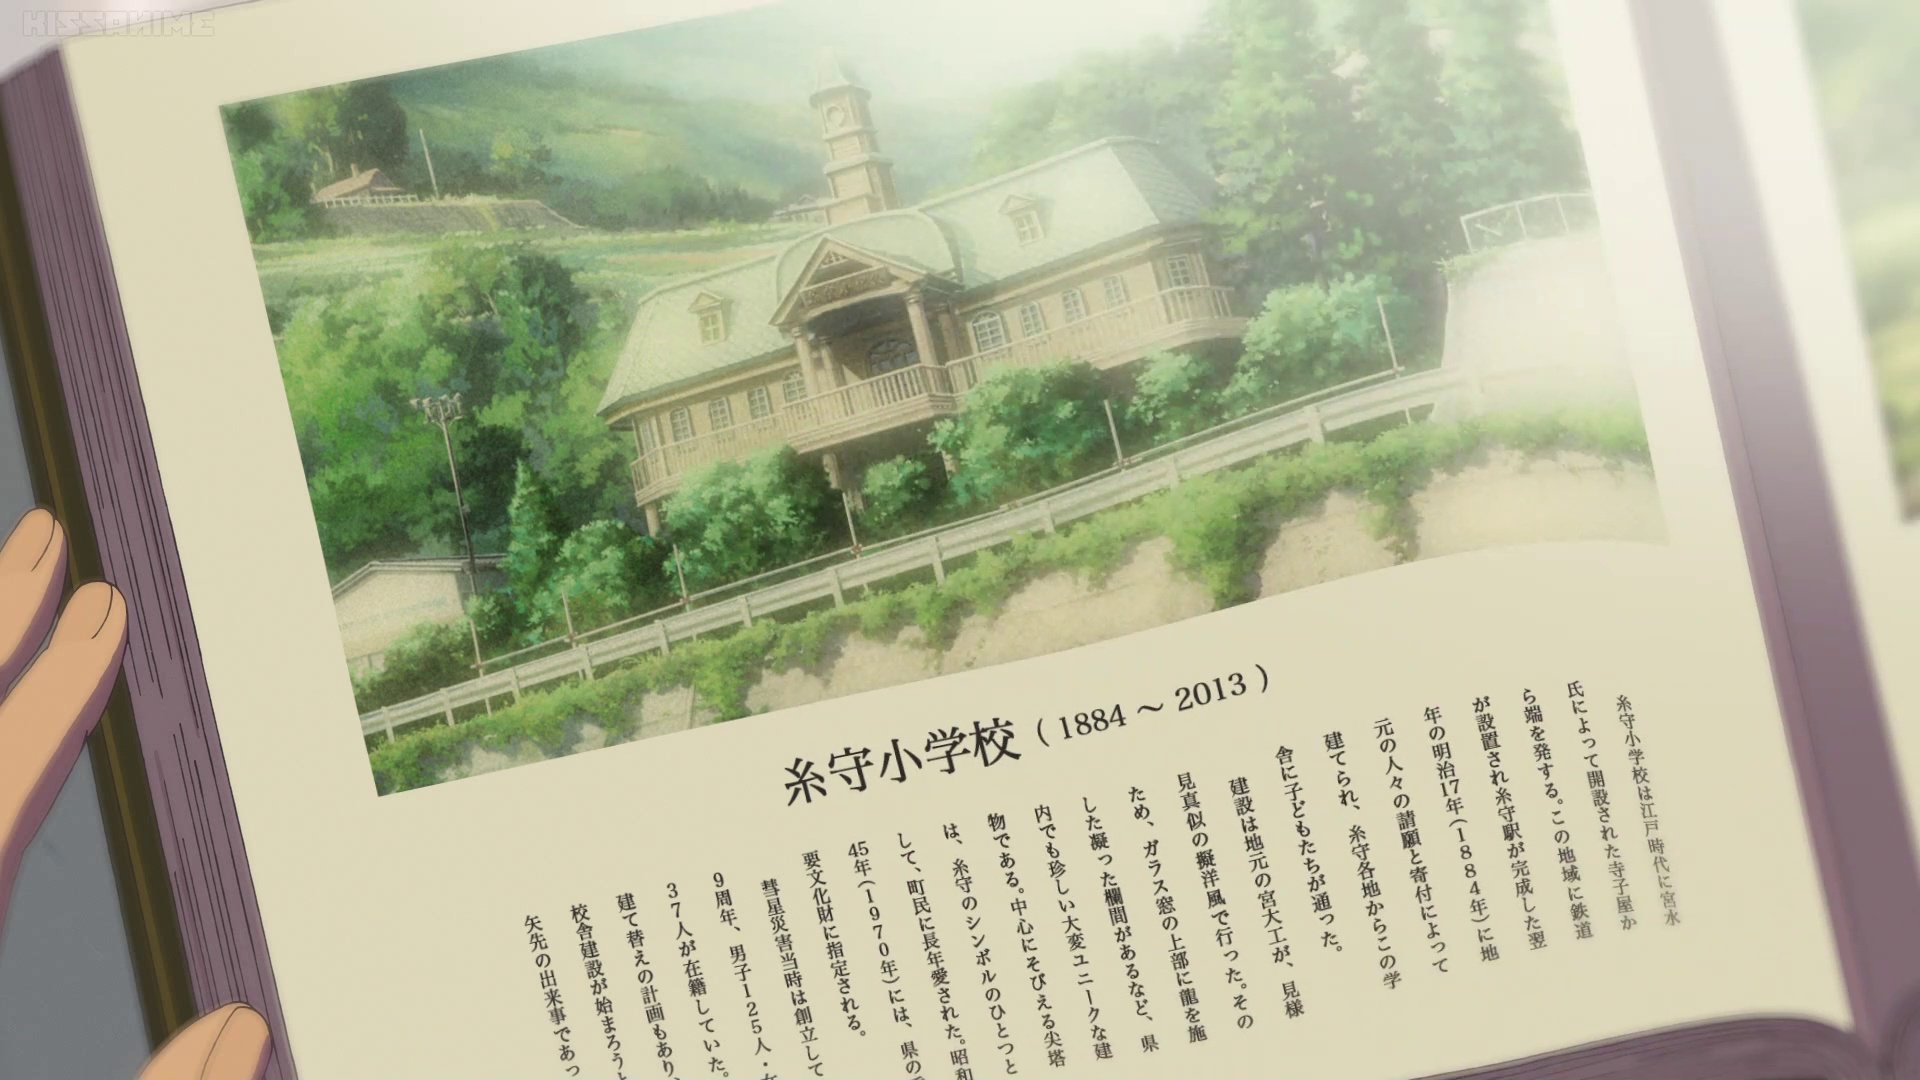 KISSANIME
糸守小学校（1884～2013）
糸守小学校は江戸時代に宮水
氏によって開設された寺子屋か
ら端を発する。この地域に鉄道
が設置され糸守駅が完成した翌
年の明治17年（1884年）に地
元の人々の請願と寄付によって
建てられ、糸守各地からこの学
舎に子どもたちが通った。
建設は地元の宮大工が、見様
見真似の擬洋風で行った。その
ため、ガラス窓の上部に龍を施
した凝った欄間があるなど、県
内でも珍しい大変ユニークな建
物である。中心にそびえる尖塔
は、糸守のシンボルのひとつと
して、町民に長年愛された。昭和
45年（1970年）には、県の
要文化財に指定される。
彗星災害当時は創立して
9周年、男子125人・
37人が在籍していた。
建て替えの計画もあり、
校舎建設が始まろうと
矢先の出来事であっ